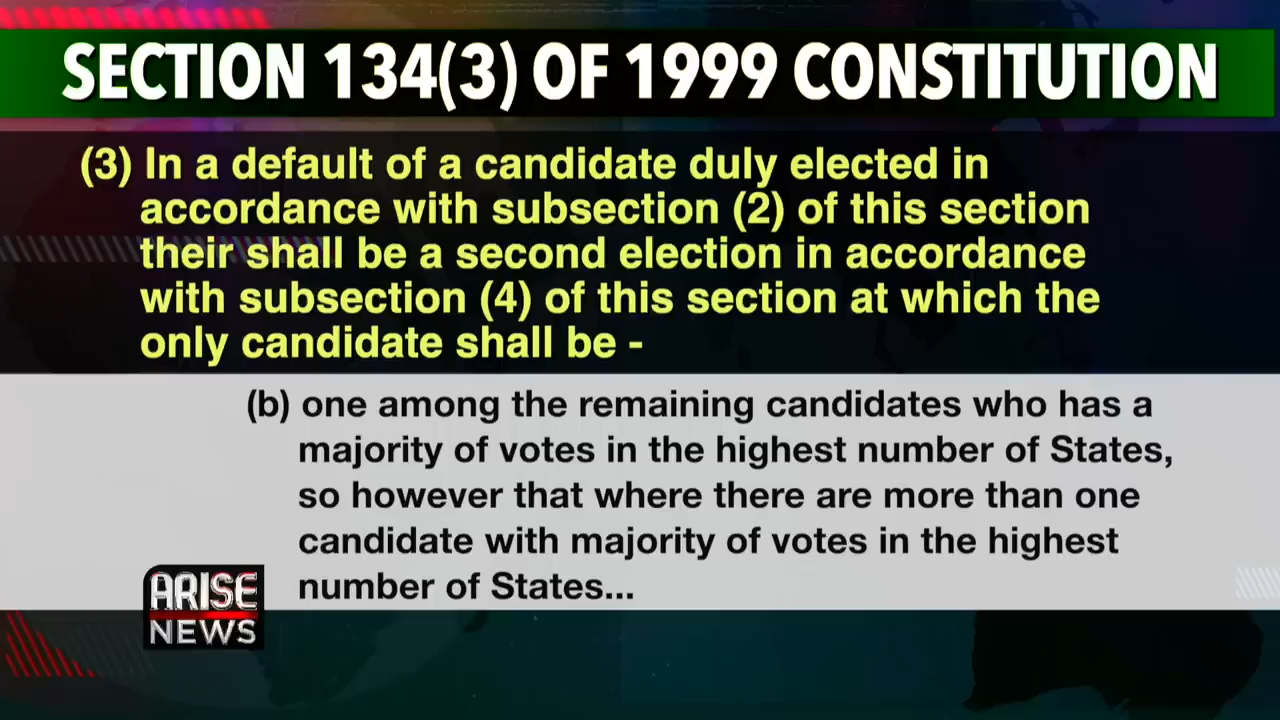 SECTION 134(3) OF 1999 CONSTITUTION
(3) In a default of a candidate duly elected in
accordance with subsection (2) of this section
their shall be a second election in accordance
with subsection (4) of this section at which the
only candidate shall be -
(b) one among the remaining candidates who has a
majority of votes in the highest number of States,
so however that where there are more than one
candidate with majority of votes in the highest
number of States...
ARISE
NEWS